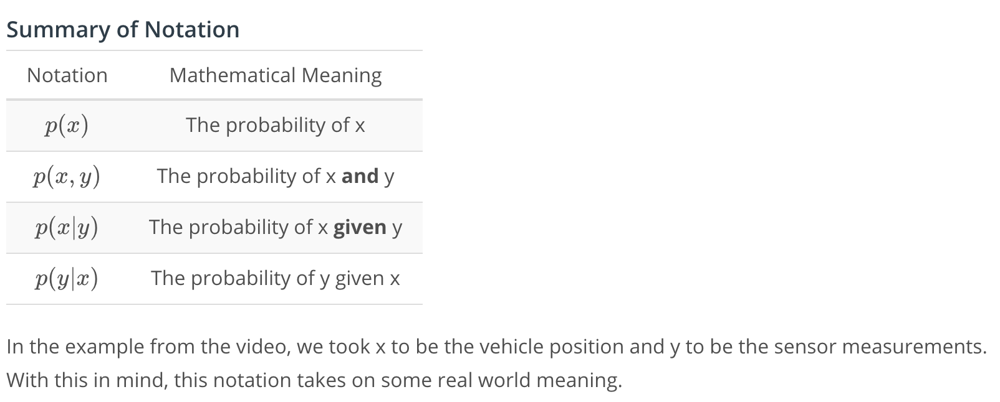 Summary of Notation
Notation Mathematical Meaning
p(x) The probability of x
p(x, y) The probability of x and y
p(x|y) The probability of x given y
p(y|x) The probability of y given x
In the example from the video, we took x to be the vehicle position and y to be the sensor measurements.
With this in mind, this notation takes on some real world meaning.